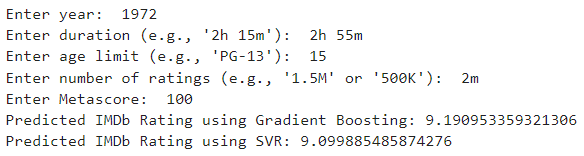 Enter year:  1972
Enter duration (e.g., '2h 15m'):  2h 55m
Enter age limit (e.g., 'PG-13'):  15
Enter number of ratings (e.g., '1.5M' or '500K'):  2m
Enter Metascore:  100
Predicted IMDb Rating using Gradient Boosting: 9.190953359321306
Predicted IMDb Rating using SVR: 9.099885485874276